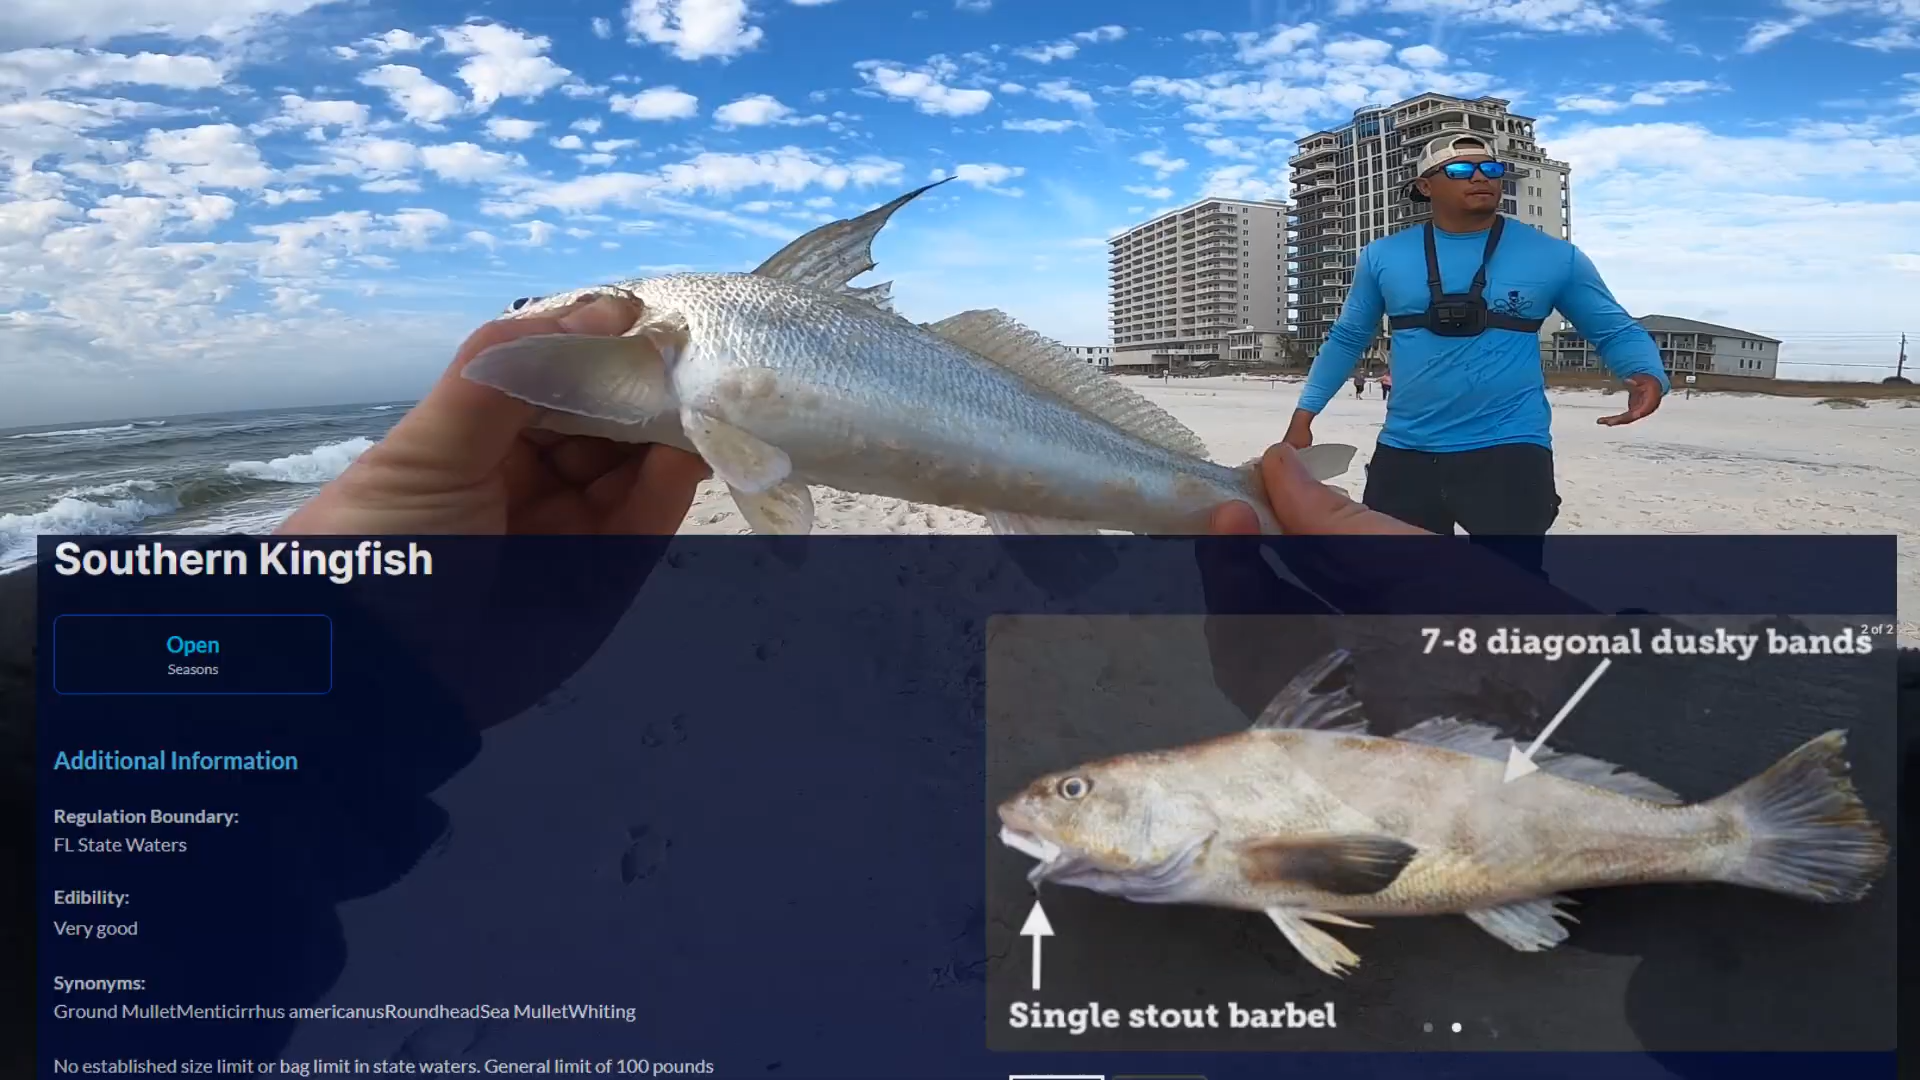 Southern Kingfish
Open
Seasons
Additional Information
Regulation Boundary:
FL State Waters
Edibility:
Very good
Synonyms:
Ground MulletMenticirrhus americanusRoundheadSea MulletWhiting
No established size limit or bag limit in state waters. General limit of 100 pounds
2 of 2
7-8 diagonal dusky bands
Single stout barbel